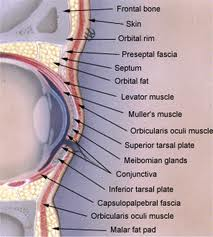 Frontal bone
Skin
Orbital rim
Preseptal fascia
Septum
Orbital fat
Levator muscle
Muller's muscle
Orbicularis oculi muscle
Superior tarsal plate
Meibomian glands
Conjunctiva
Inferior tarsal plate
Capsulopalpebral fascia
Orbicularis oculi muscle
Malar fat pad